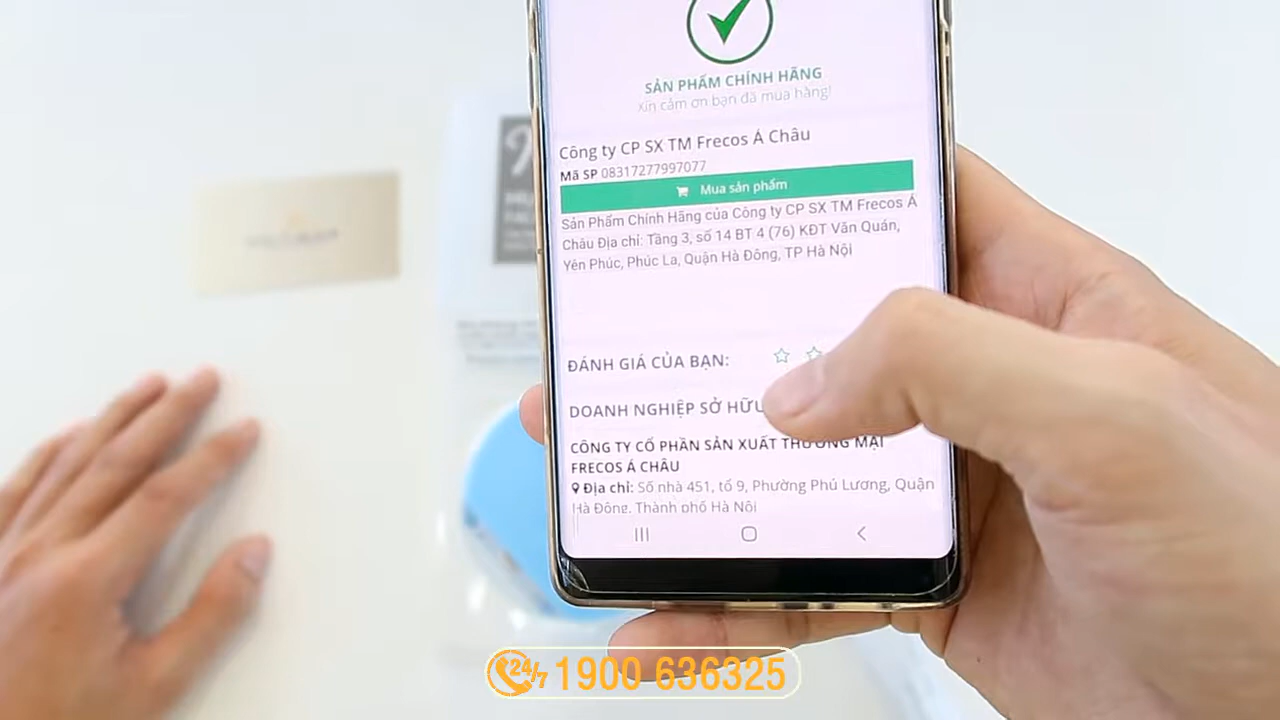 SẢN PHẨM CHÍNH HÃNG
Xin cảm ơn bạn đã mua hàng!
Công ty CP SX TM Frecos Á Châu
Mã SP 08317277997077
Mua sản phẩm
Sản Phẩm Chính Hãng của Công ty CP SX TM Frecos Á
Châu Địa chỉ: Tầng 3, số 14 BT 4 (76) KĐT Văn Quán,
Yên Phúc, Phúc La, Quận Hà Đông, TP Hà Nội
ĐÁNH GIÁ CỦA BẠN:
DOANH NGHIỆP SỞ HỮU
CÔNG TY CỔ PHẦN SẢN XUẤT THƯƠNG MẠI
FRECOS Á CHÂU
Địa chỉ: Số nhà 451, tổ 9, Phường Phú Lương, Quận
Hà Đông, Thành phố Hà Nội
24/7 1900 636325